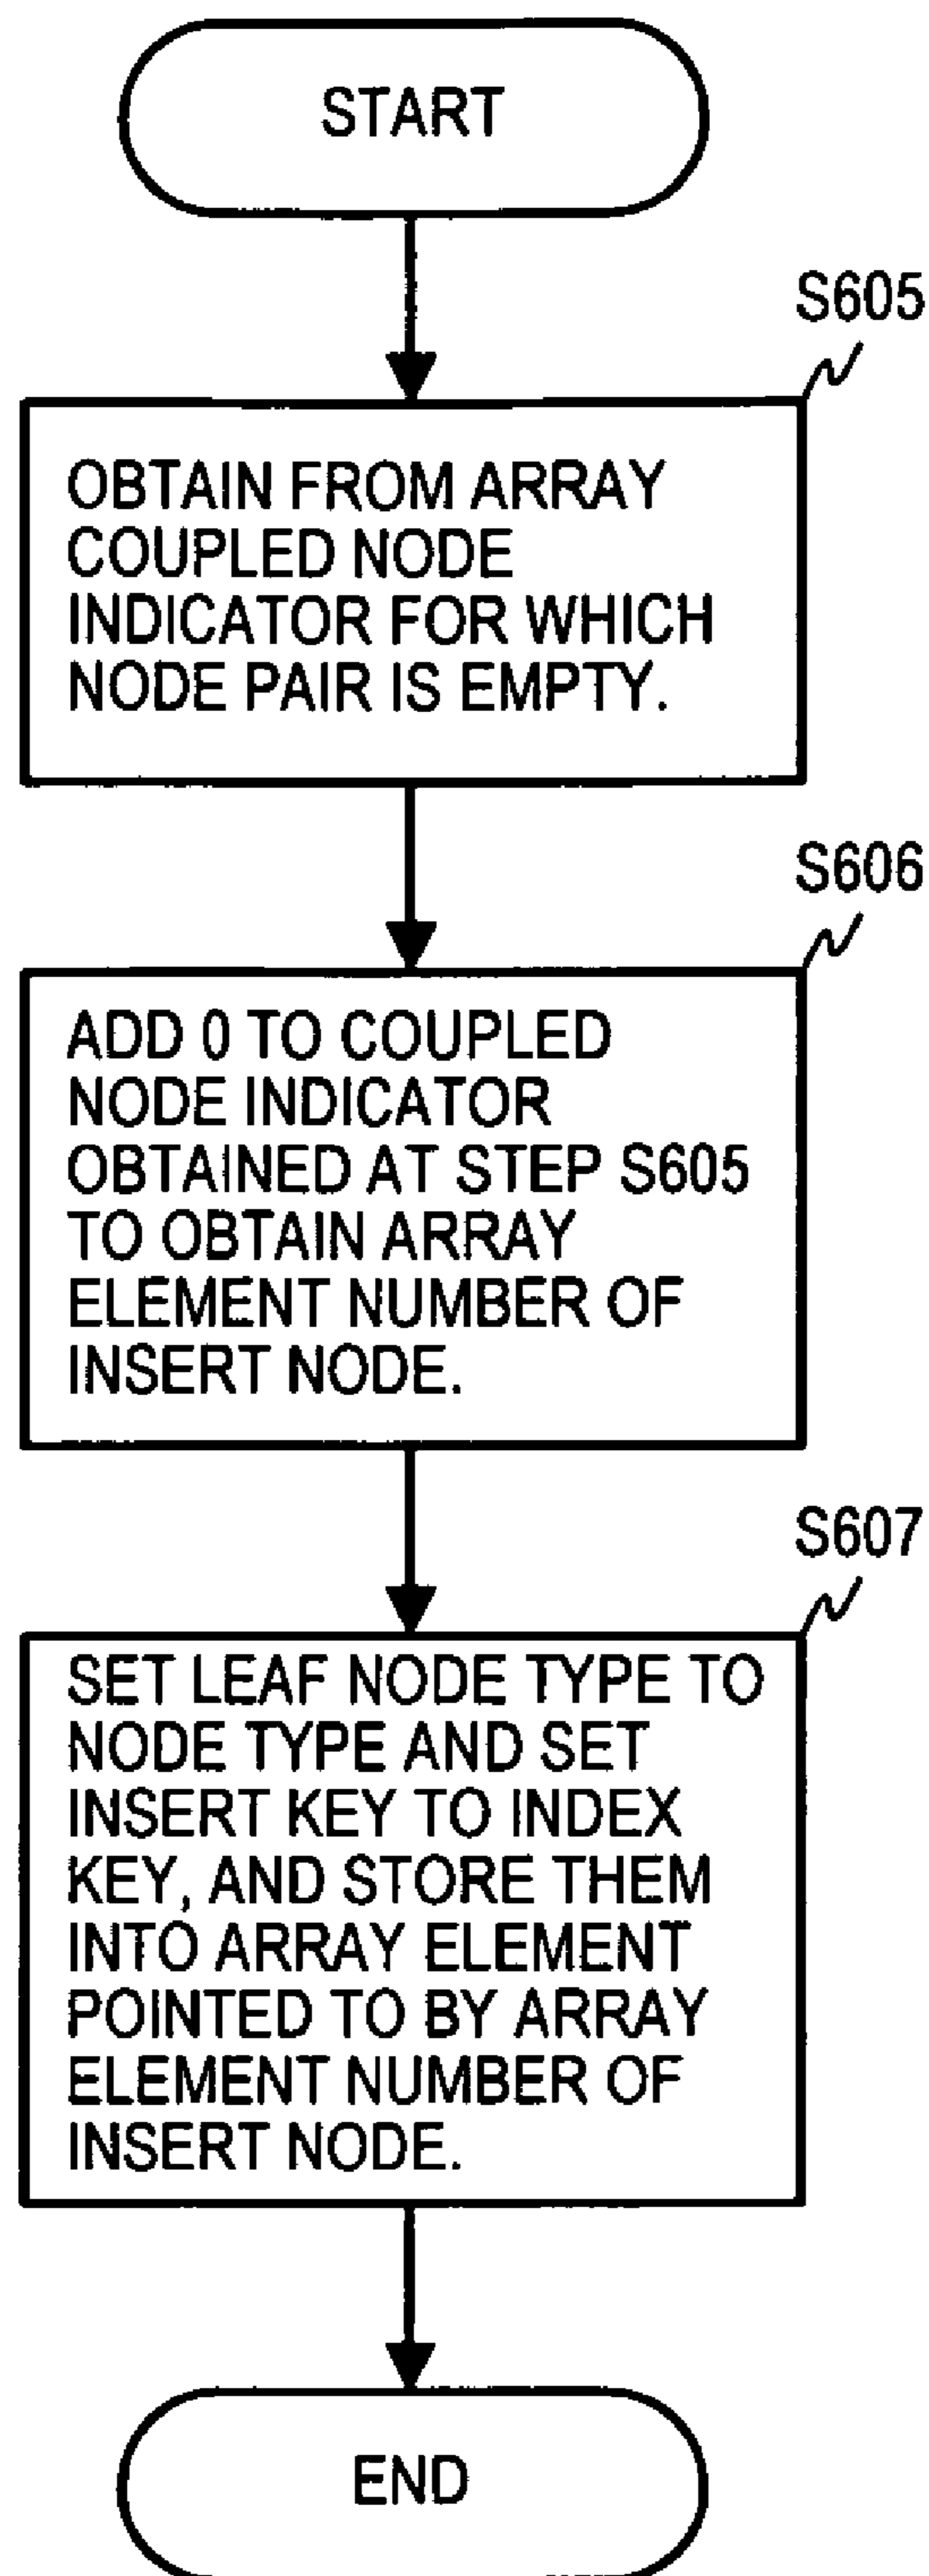 START
S605
OBTAIN FROM ARRAY
COUPLED NODE
INDICATOR FOR WHICH
NODE PAIR IS EMPTY.
S606
ADD 0 TO COUPLED
NODE INDICATOR
OBTAINED AT STEP S605
TO OBTAIN ARRAY
ELEMENT NUMBER OF
INSERT NODE.
S607
SET LEAF NODE TYPE TO
NODE TYPE AND SET
INSERT KEY TO INDEX
KEY, AND STORE THEM
INTO ARRAY ELEMENT
POINTED TO BY ARRAY
ELEMENT NUMBER OF
INSERT NODE.
END